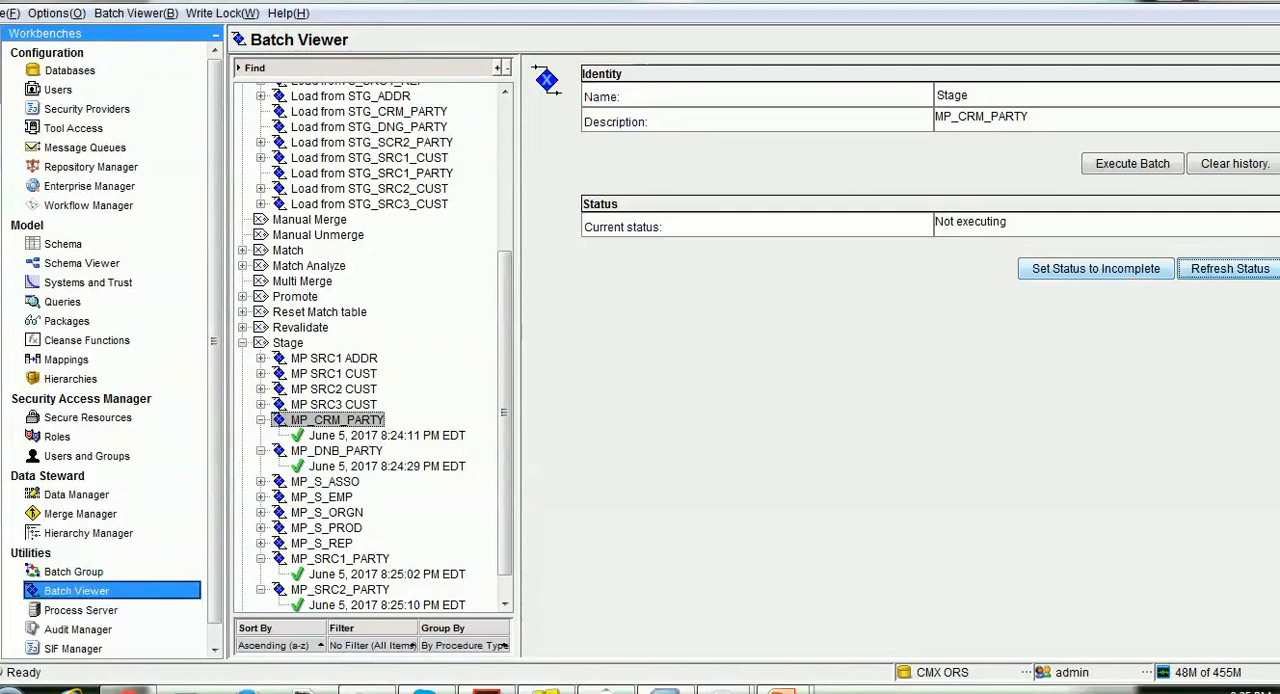 e(F) Options(O) Batch Viewer(B) Write Lock(W) Help(H)
Workbenches
Configuration
Databases
Users
Security Providers
Tool Access
Message Queues
Repository Manager
Enterprise Manager
Workflow Manager
Model
Schema
Schema Viewer
Systems and Trust
Queries
Packages
Cleanse Functions
Mappings
Hierarchies
Security Access Manager
Secure Resources
Roles
Users and Groups
Data Steward
Data Manager
Merge Manager
Hierarchy Manager
Utilities
Batch Group
Batch Viewer
Process Server
Audit Manager
SIF Manager
Batch Viewer
Find
Load from STG_ADDR
Load from STG_CRM_PARTY
Load from STG_DNG_PARTY
Load from STG_SCR2_PARTY
Load from STG_SRC1_CUST
Load from STG_SRC1_PARTY
Load from STG_SRC2_CUST
Load from STG_SRC3_CUST
Manual Merge
Manual Unmerge
Match
Match Analyze
Multi Merge
Promote
Reset Match table
Revalidate
Stage
MP SRC1 ADDR
MP SRC1 CUST
MP SRC2 CUST
MP SRC3 CUST
MP_CRM_PARTY
June 5, 2017 8:24:11 PM EDT
MP_DNB_PARTY
June 5, 2017 8:24:29 PM EDT
MP_S_ASSO
MP_S_EMP
MP_S_ORGN
MP_S_PROD
MP_S_REP
MP_SRC1_PARTY
June 5, 2017 8:25:02 PM EDT
MP_SRC2_PARTY
June 5, 2017 8:25:10 PM EDT
Sort By Filter Group By
Ascending (a-z) No Filter (All Items) By Procedure Type
Identity
Name: Stage
Description: MP_CRM_PARTY
Execute Batch Clear history.
Status
Current status: Not executing
Set Status to Incomplete Refresh Status
Ready CMX ORS admin 48M of 455M